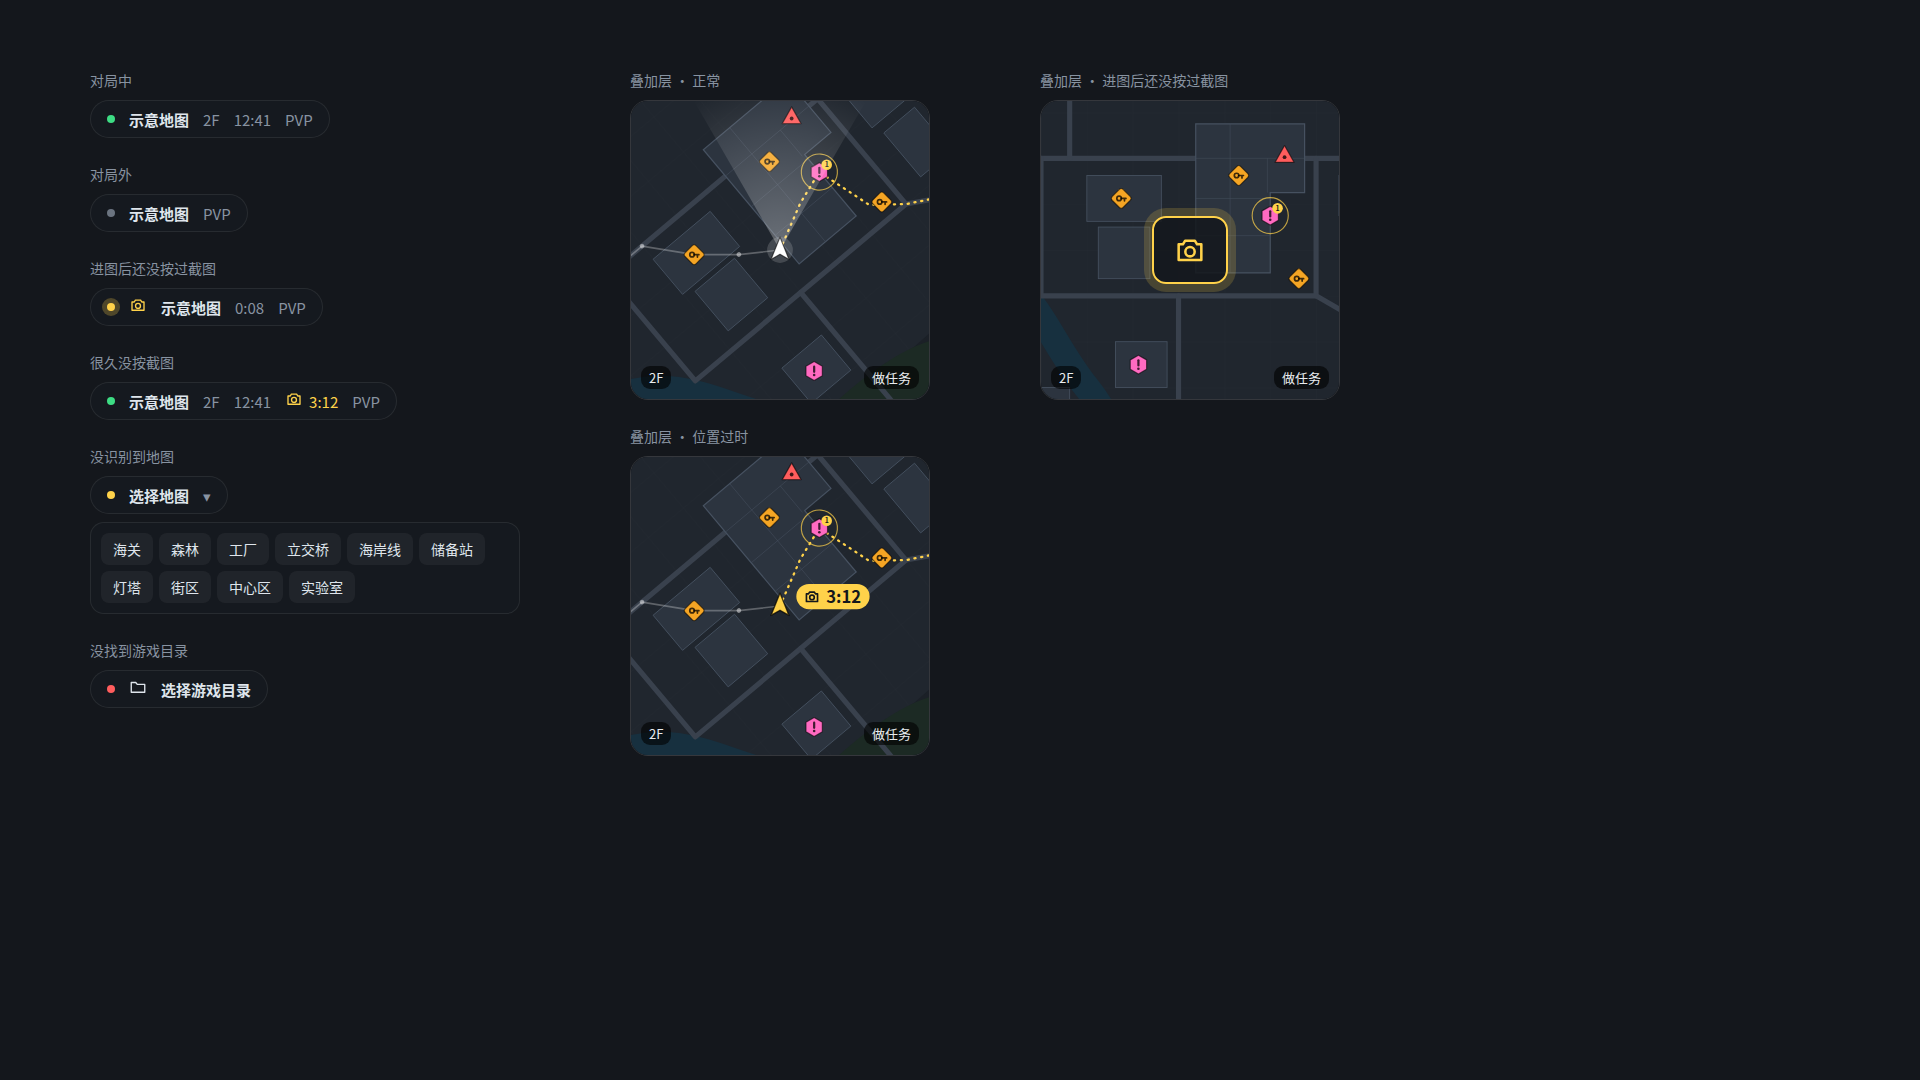 对局中
示意地图 2F 12:41 PVP
对局外
示意地图 PVP
进图后还没按过截图
示意地图 0:08 PVP
很久没按截图
示意地图 2F 12:41 3:12 PVP
没识别到地图
选择地图 ▾
海关 森林 工厂 立交桥 海岸线 储备站
灯塔 街区 中心区 实验室
没找到游戏目录
选择游戏目录
叠加层 · 正常
1
2F 做任务
叠加层 · 位置过时
1
3:12
2F 做任务
叠加层 · 进图后还没按过截图
1
2F 做任务